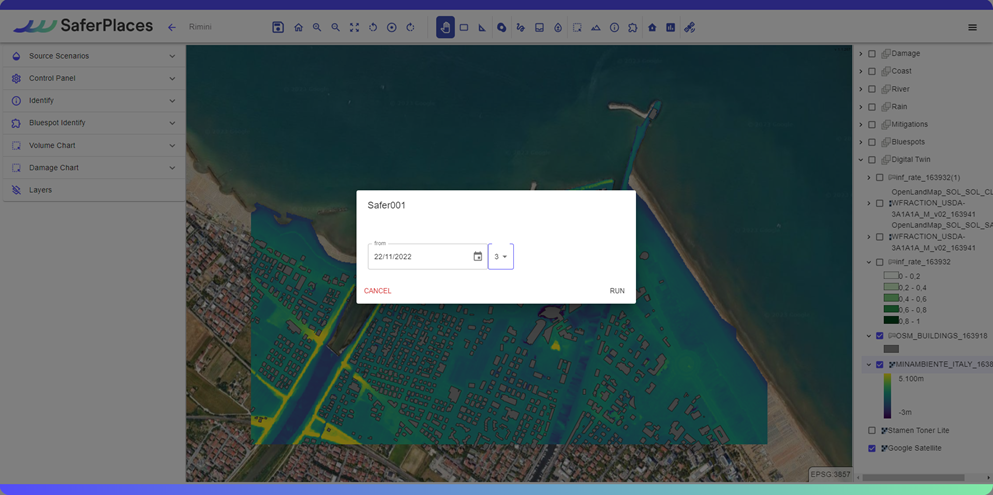 SaferPlaces
Rimini
Source Scenarios
Control Panel
Identify
Bluespot Identify
Volume Chart
Damage Chart
Layers
Safer001
from
22/11/2022
3
CANCEL
RUN
EPSG:3857
Damage
Coast
River
Rain
Mitigations
Bluespots
Digital Twin
inf_rate_163932(1)
OpenLandMap_SOL_SOL_CL
WFRACTION_USDA-
3A1A1A_M_v02_163941
OpenLandMap_SOL_SOL_SA
WFRACTION_USDA-
3A1A1A_M_v02_163941
inf_rate_163932
0 - 0,2
0,2 - 0,4
0,4 - 0,6
0,6 - 0,8
0,8 - 1
OSM_BUILDINGS_163918
MINAMBIENTE_ITALY_1638
5.100m
-3m
Stamen Toner Lite
Google Satellite